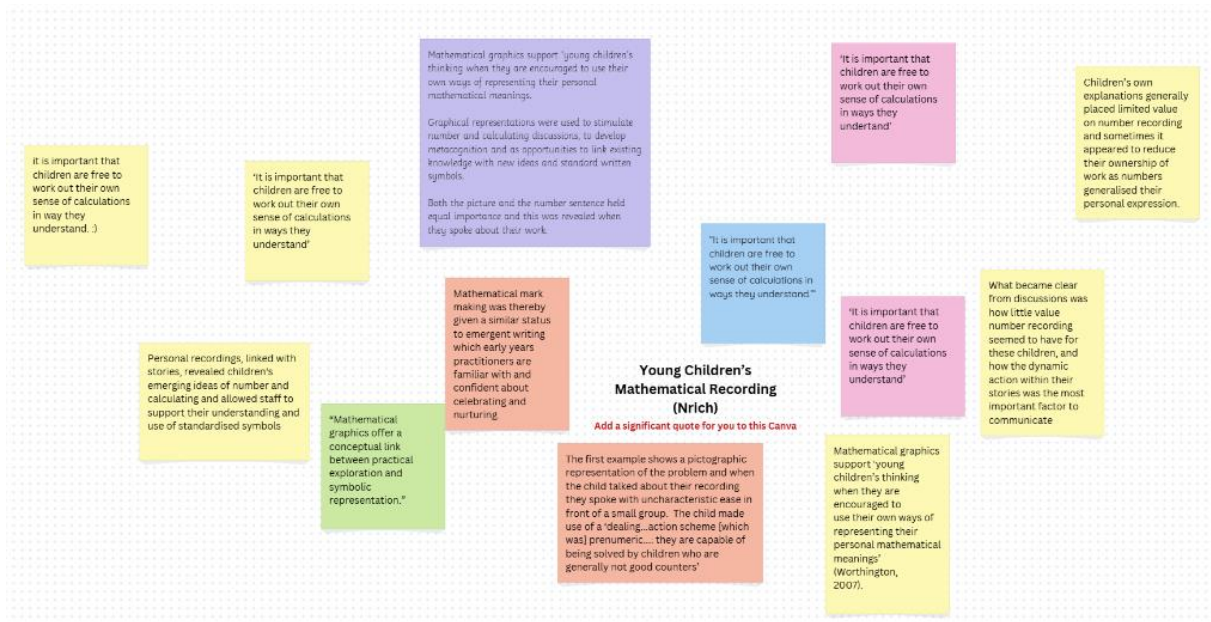 it is important that
children are free to
work out their own
sense of calculations
in way they
understand. :)
'It is important that
children are free to
work out their own
sense of calculations
in ways they
understand'
Mathematical graphics support 'young children's
thinking when they are encouraged to use their
own ways of representing their personal
mathematical meanings.
Graphical representations were used to stimulate
number and calculating discussions, to develop
metacognition and as opportunities to link existing
knowledge with new ideas and standard written
symbols.
Both the picture and the number sentence held
equal importance and this was revealed when
they spoke about their work.
'It is important that
children are free to
work out their own
sense of calculations
in ways they
undertand'
Children's own
explanations generally
placed limited value
on number recording
and sometimes it
appeared to reduce
their ownership of
work as numbers
generalised their
personal expression.
"It is important that
children are free to
work out their own
sense of calculations in
ways they understand.'"
Mathematical mark
making was thereby
given a similar status
to emergent writing
which early years
practitioners are
familiar with and
confident about
celebrating and
nurturing.
'It is important that
children are free to
work out their own
sense of calculations
in ways they
understand'
What became clear
from discussions was
how little value
number recording
seemed to have for
these children, and
how the dynamic
action within their
stories was the most
important factor to
communicate
Personal recordings, linked with
stories, revealed children's
emerging ideas of number and
calculating and allowed staff to
support their understanding and
use of standardised symbols
"Mathematical
graphics offer a
conceptual link
between practical
exploration and
symbolic
representation."
Young Children's
Mathematical Recording
(Nrich)
Add a significant quote for you to this Canva
The first example shows a pictographic
representation of the problem and when
the child talked about their recording
they spoke with uncharacteristic ease in
front of a small group. The child made
use of a 'dealing...action scheme [which
was] prenumeric.... they are capable of
being solved by children who are
generally not good counters'
Mathematical graphics
support 'young
children's thinking
when they are
encouraged to
use their own ways of
representing their
personal mathematical
meanings'
(Worthington,
2007).